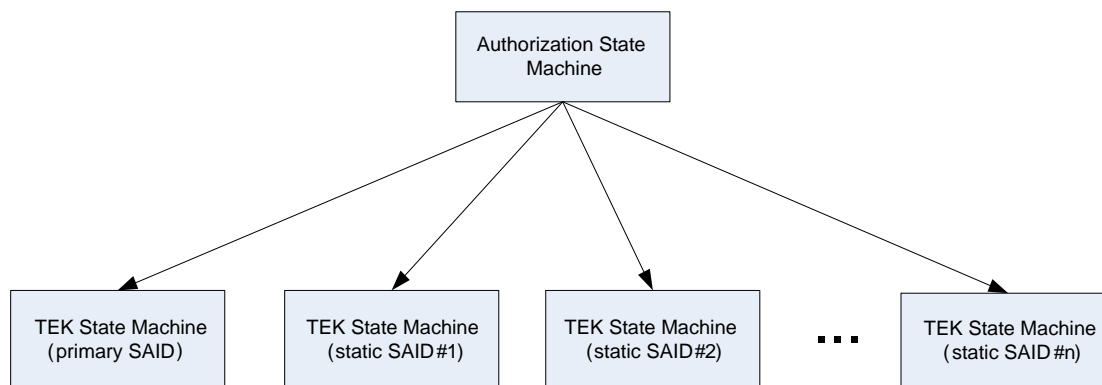 Authorization State
Machine
TEK State Machine
(primary SAID)
TEK State Machine
(static SAID#1)
TEK State Machine
(static SAID#2)
...
TEK State Machine
(static SAID#n)